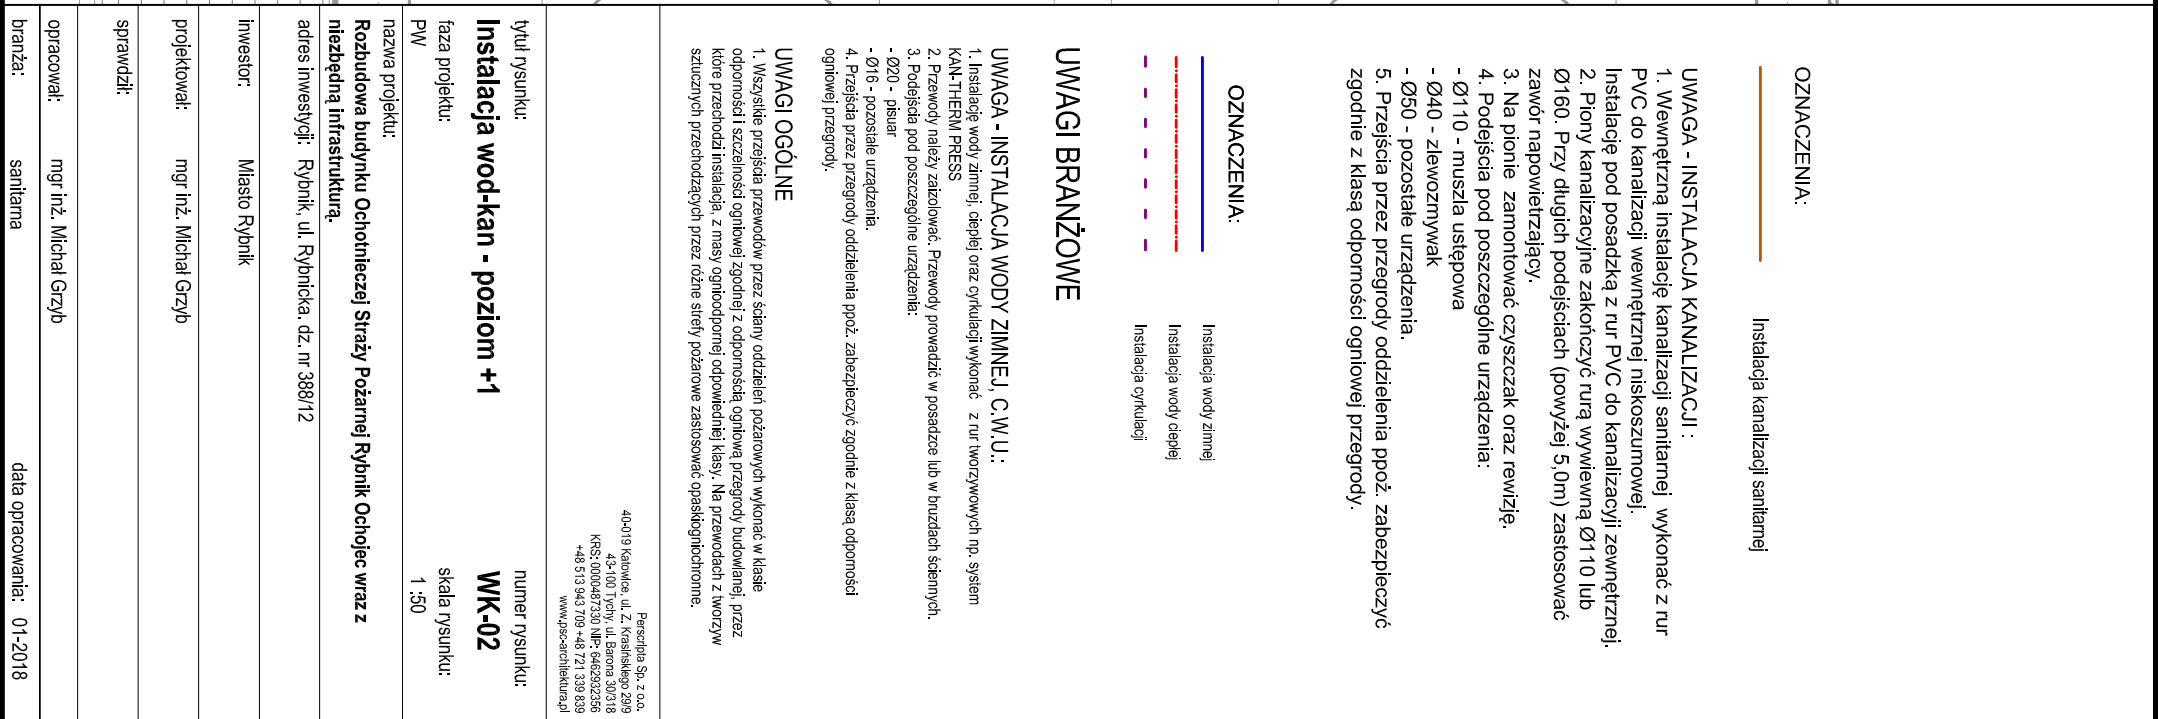 OZNACZENIA:
Instalacja kanalizacji sanitarnej
UWAGA - INSTALACJA KANALIZACJI :
1. Wewnętrzną instalację kanalizacji sanitarnej wykonać z rur
PVC do kanalizacji wewnętrznej niskoszumowej.
Instalację pod posadzką z rur PVC do kanalizacyji zewnętrznej.
2. Piony kanalizacyjne zakończyć rurą wywiewną Ø110 lub
Ø160. Przy długich podejściach (powyżej 5,0m) zastosować
zawór napowietrzający.
3. Na pionie zamontować czyszczak oraz rewizję.
4. Podejścia pod poszczególne urządzenia:
- Ø110 - muszla ustępowa
- Ø40 - zlewozmywak
- Ø50 - pozostałe urządzenia.
5. Przejścia przez przegrody oddzielenia ppoż. zabezpieczyć
zgodnie z klasą odporności ogniowej przegrody.
OZNACZENIA:
Instalacja wody zimnej
Instalacja wody ciepłej
Instalacja cyrkulacji
UWAGI BRANŻOWE
UWAGA - INSTALACJA WODY ZIMNEJ, C.W.U.:
1. Instalację wody zimnej, ciepłej oraz cyrkulacji wykonać z rur tworzywowych np. system
KAN-THERM PRESS
2. Przewody należy zaizolować. Przewody prowadzić w posadzce lub w bruzdach ściennych.
3. Podejścia pod poszczególne urządzenia:
- Ø20 - pisuar
- Ø16 - pozostałe urządzenia.
4. Przejścia przez przegrody oddzielenia ppoż. zabezpieczyć zgodnie z klasą odporności
ogniowej przegrody.
UWAGI OGÓLNE
1. Wszystkie przejścia przewodów przez ściany oddzieleń pożarowych wykonać w klasie
odporności i szczelności ogniowej zgodnej z odpornością ogniową przegrody budowlanej, przez
które przechodzi instalacja, z masy ognioodpornej odpowiedniej klasy. Na przewodach z tworzyw
sztucznych przechodzących przez różne strefy pożarowe zastosować opaskiogniochronne.
Perscripta Sp. z o.o.
40-019 Katowice, ul. Z. Krasińskiego 29/9
43-100 Tychy, ul. Barona 30/318
KRS: 0000487330 NIP: 6462932356
+48 513 943 709 +48 721 339 839
www.psc-architektura.pl
tytuł rysunku: numer rysunku:
Instalacja wod-kan - poziom +1 WK-02
faza projektu: skala rysunku:
PW 1 :50
nazwa projektu:
Rozbudowa budynku Ochotnieczej Straży Pożarnej Rybnik Ochojec wraz z
niezbędną infrastrukturą.
adres inwestycji: Rybnik, ul. Rybnicka. dz. nr 388/12
inwestor: Miasto Rybnik
projektował: mgr inż. Michał Grzyb
sprawdził:
opracował: mgr inż. Michał Grzyb
branża: sanitarna data opracowania: 01-2018